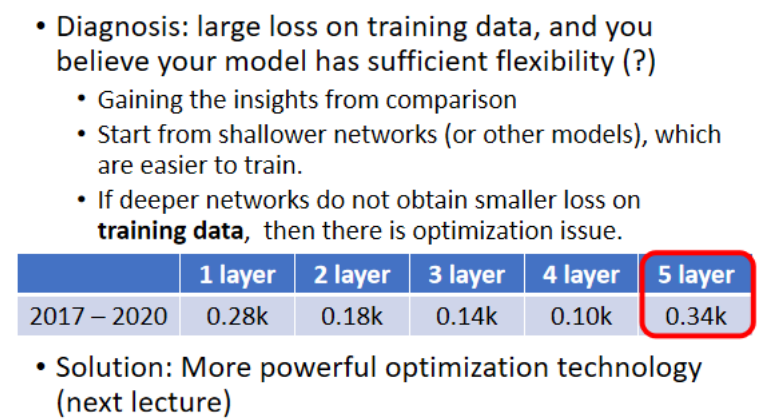 • Diagnosis: large loss on training data, and you
believe your model has sufficient flexibility (?)
• Gaining the insights from comparison
• Start from shallower networks (or other models), which
are easier to train.
• If deeper networks do not obtain smaller loss on
training data, then there is optimization issue.
1 layer 2 layer 3 layer 4 layer 5 layer
2017 – 2020 0.28k 0.18k 0.14k 0.10k 0.34k
• Solution: More powerful optimization technology
(next lecture)